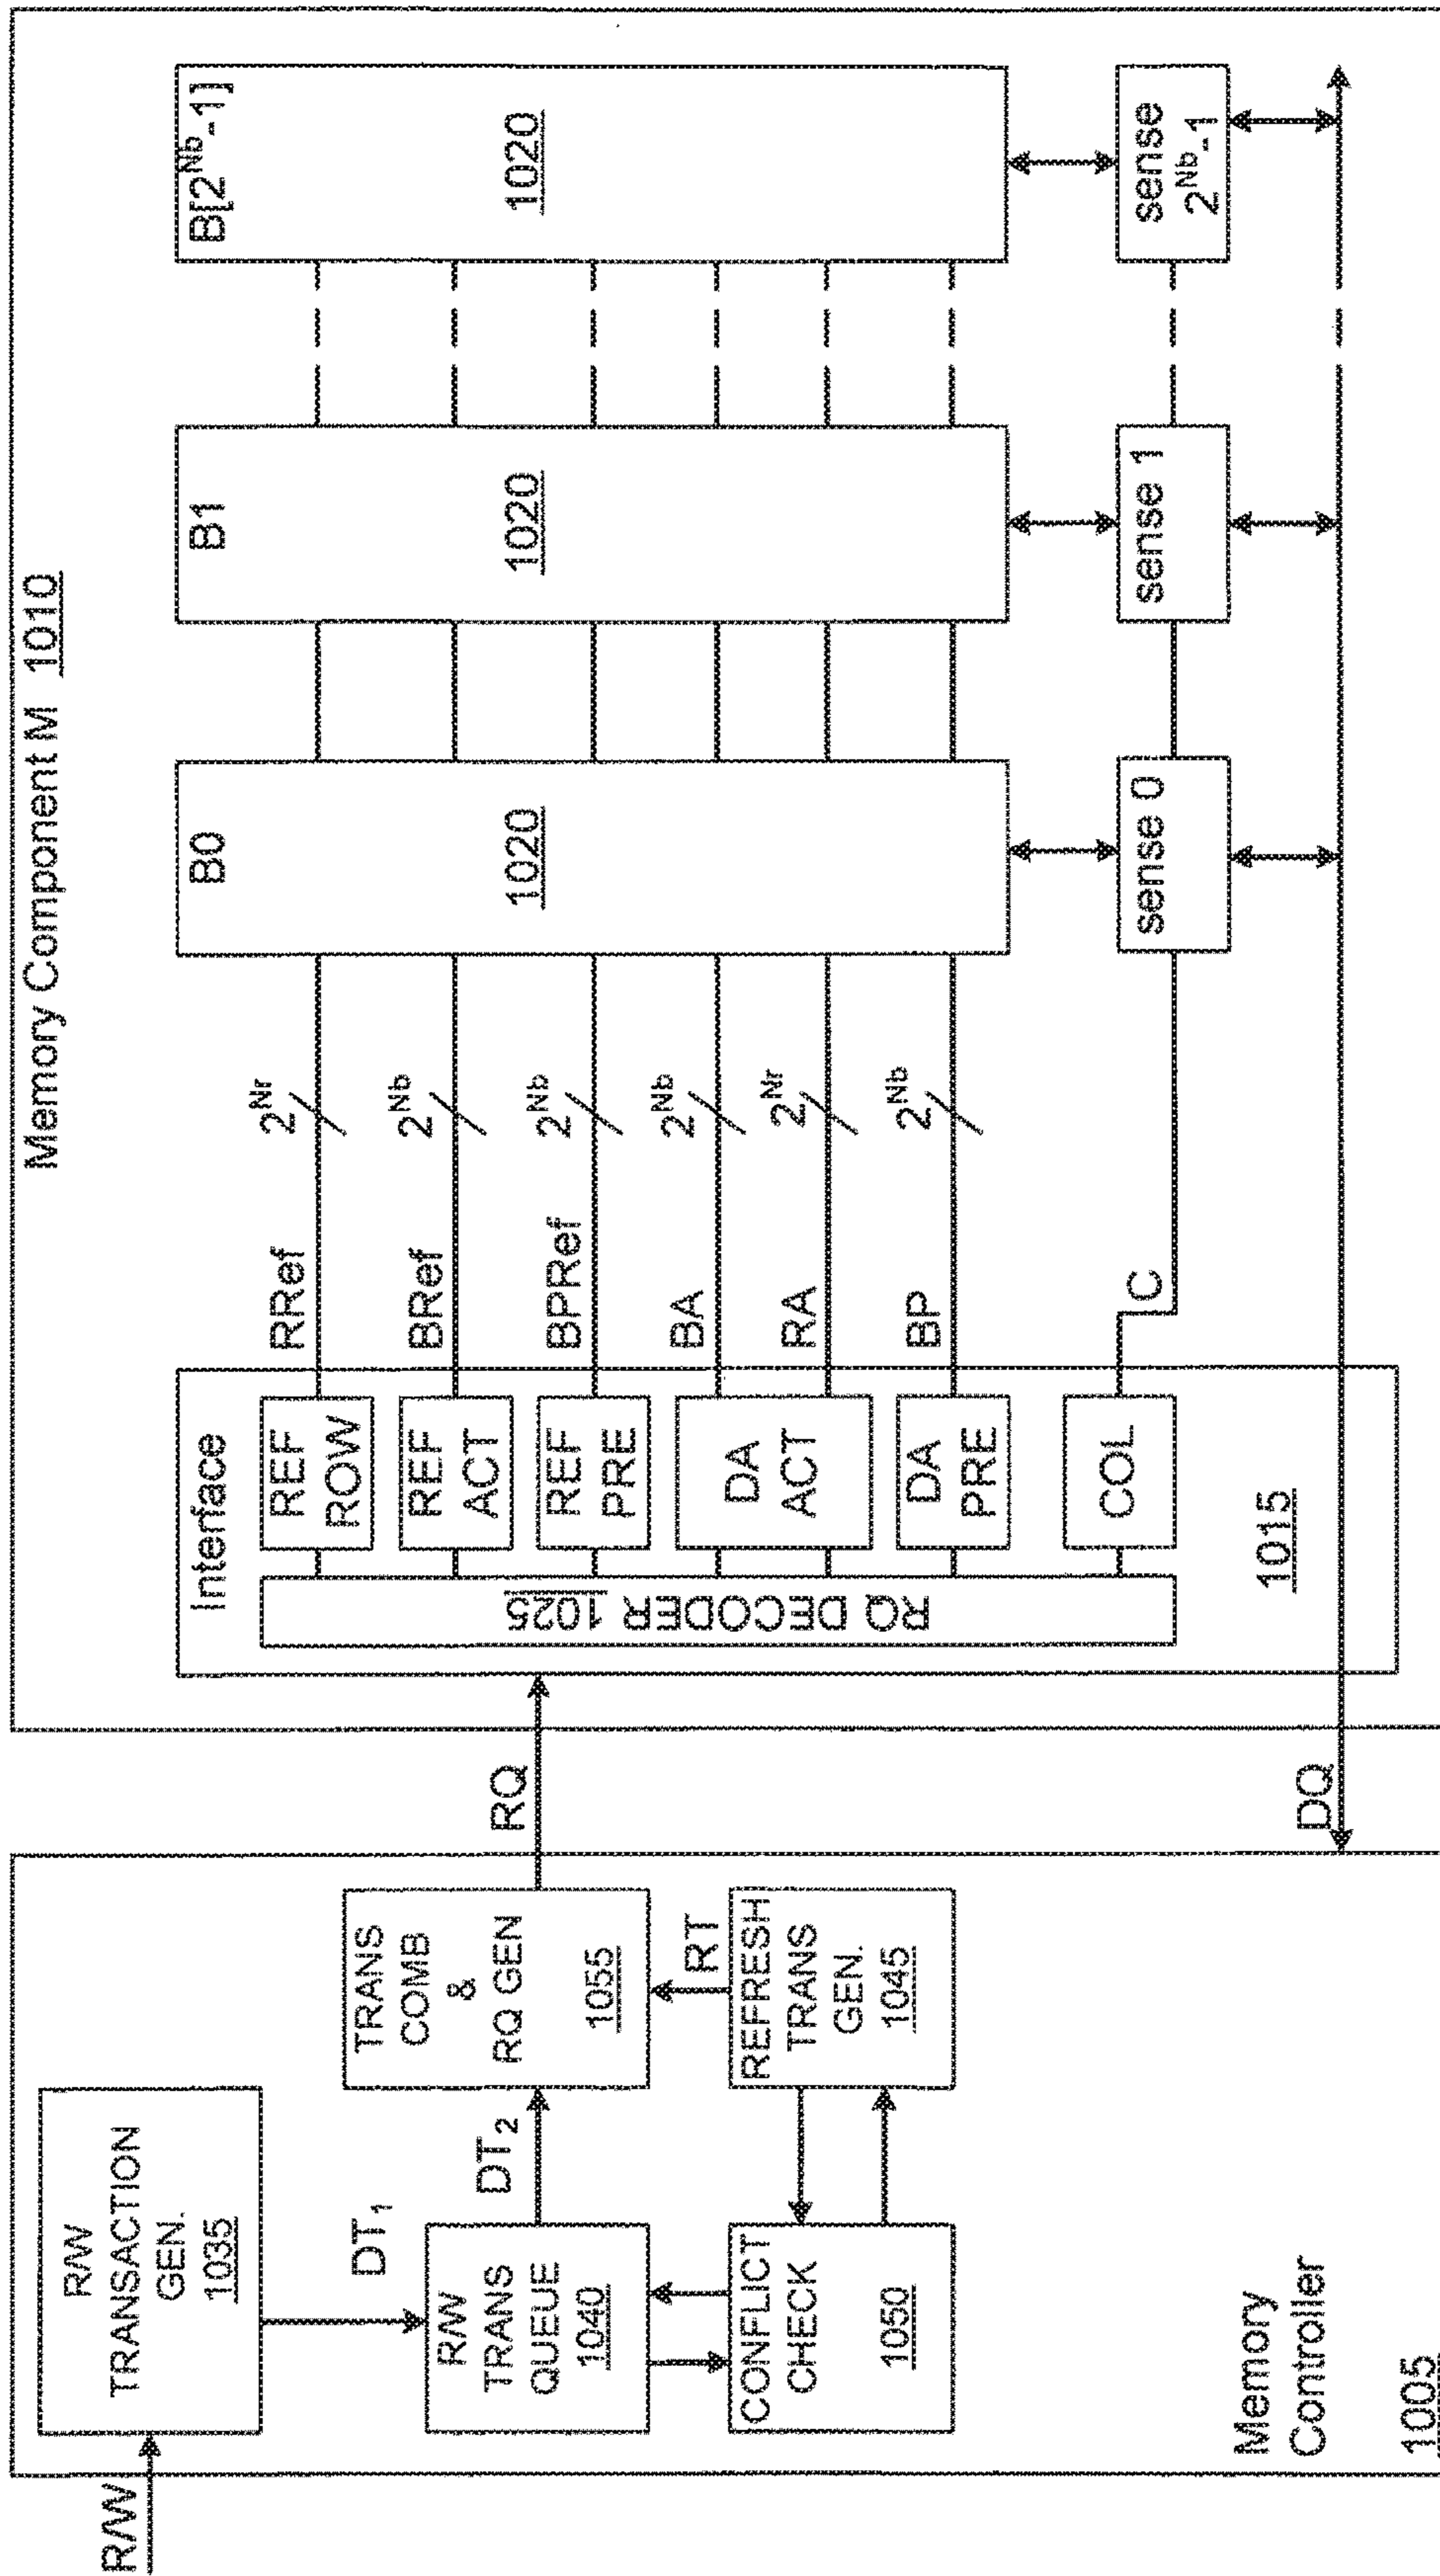 Memory Component M 1010
R/W
R/W
TRANSACTION
GEN.
1035
DT1
R/W
TRANS
QUEUE
1040
DT2
TRANS
COMB
&
RQ GEN
1055
CONFLICT
CHECK
1050
REFRESH
TRANS
GEN.
1045
RT
Memory
Controller
1005
RQ
DQ
Interface
RQ DECODER 1025
REF
ROW
REF
ACT
REF
PRE
DA
ACT
DA
PRE
COL
1015
RRef
2^Nr
BRef
2^Nb
BPRef
2^Nb
BA
2^Nb
RA
2^Nr
BP
2^Nb
C
B0
1020
sense 0
B1
1020
sense 1
B[2^Nb-1]
1020
sense
2^Nb-1